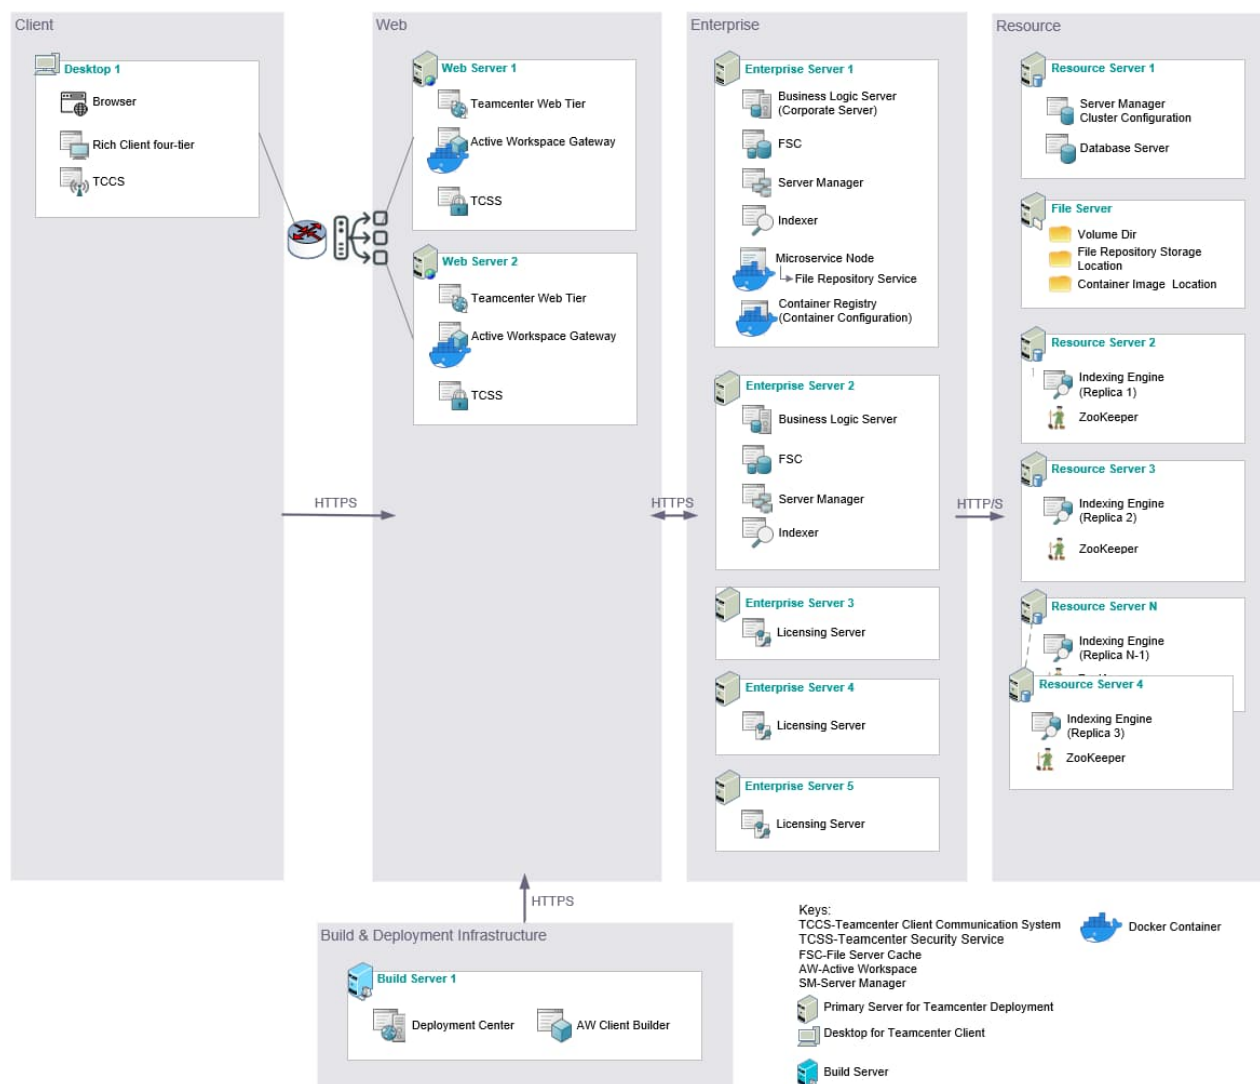 Client
Desktop 1
Browser
Rich Client four-tier
TCCS
Web
Web Server 1
Teamcenter Web Tier
Active Workspace Gateway
TCSS
Web Server 2
Teamcenter Web Tier
Active Workspace Gateway
TCSS
Enterprise
Enterprise Server 1
Business Logic Server
(Corporate Server)
FSC
Server Manager
Indexer
Microservice Node
File Repository Service
Container Registry
(Container Configuration)
Enterprise Server 2
Business Logic Server
FSC
Server Manager
Indexer
Enterprise Server 3
Licensing Server
Enterprise Server 4
Licensing Server
Enterprise Server 5
Licensing Server
Resource
Resource Server 1
Server Manager
Cluster Configuration
Database Server
File Server
Volume Dir
File Repository Storage
Location
Container Image Location
Resource Server 2
Indexing Engine
(Replica 1)
ZooKeeper
Resource Server 3
Indexing Engine
(Replica 2)
ZooKeeper
Resource Server N
Indexing Engine
(Replica N-1)
Resource Server 4
Indexing Engine
(Replica 3)
ZooKeeper
HTTPS
HTTPS
HTTP/S
HTTPS
Build & Deployment Infrastructure
Build Server 1
Deployment Center
AW Client Builder
Keys:
TCCS-Teamcenter Client Communication System
TCSS-Teamcenter Security Service
FSC-File Server Cache
AW-Active Workspace
SM-Server Manager
Primary Server for Teamcenter Deployment
Desktop for Teamcenter Client
Build Server
Docker Container